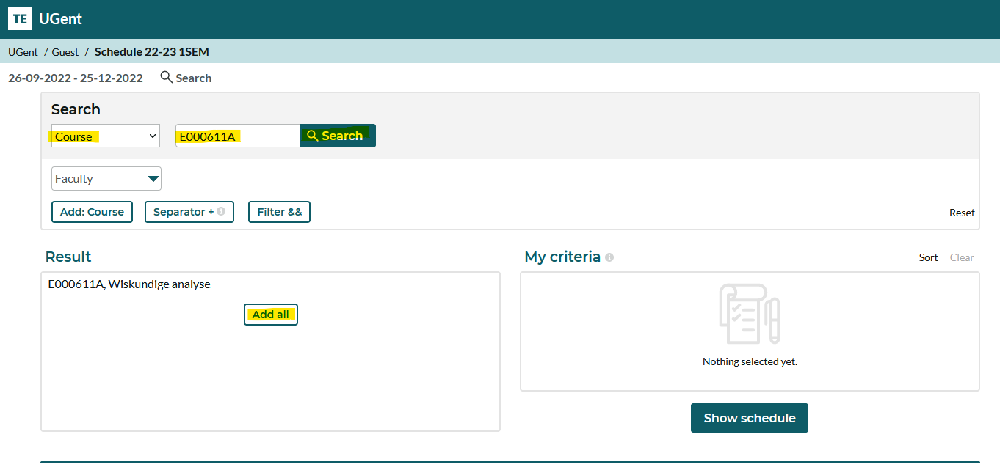 TE UGent
UGent / Guest / Schedule 22-23 1SEM
26-09-2022 - 25-12-2022 Search
Search
Course E000611A Search
Faculty
Add: Course Separator + Filter &&
Reset
Result
E000611A, Wiskundige analyse
Add all
My criteria
Sort Clear
Nothing selected yet.
Show schedule